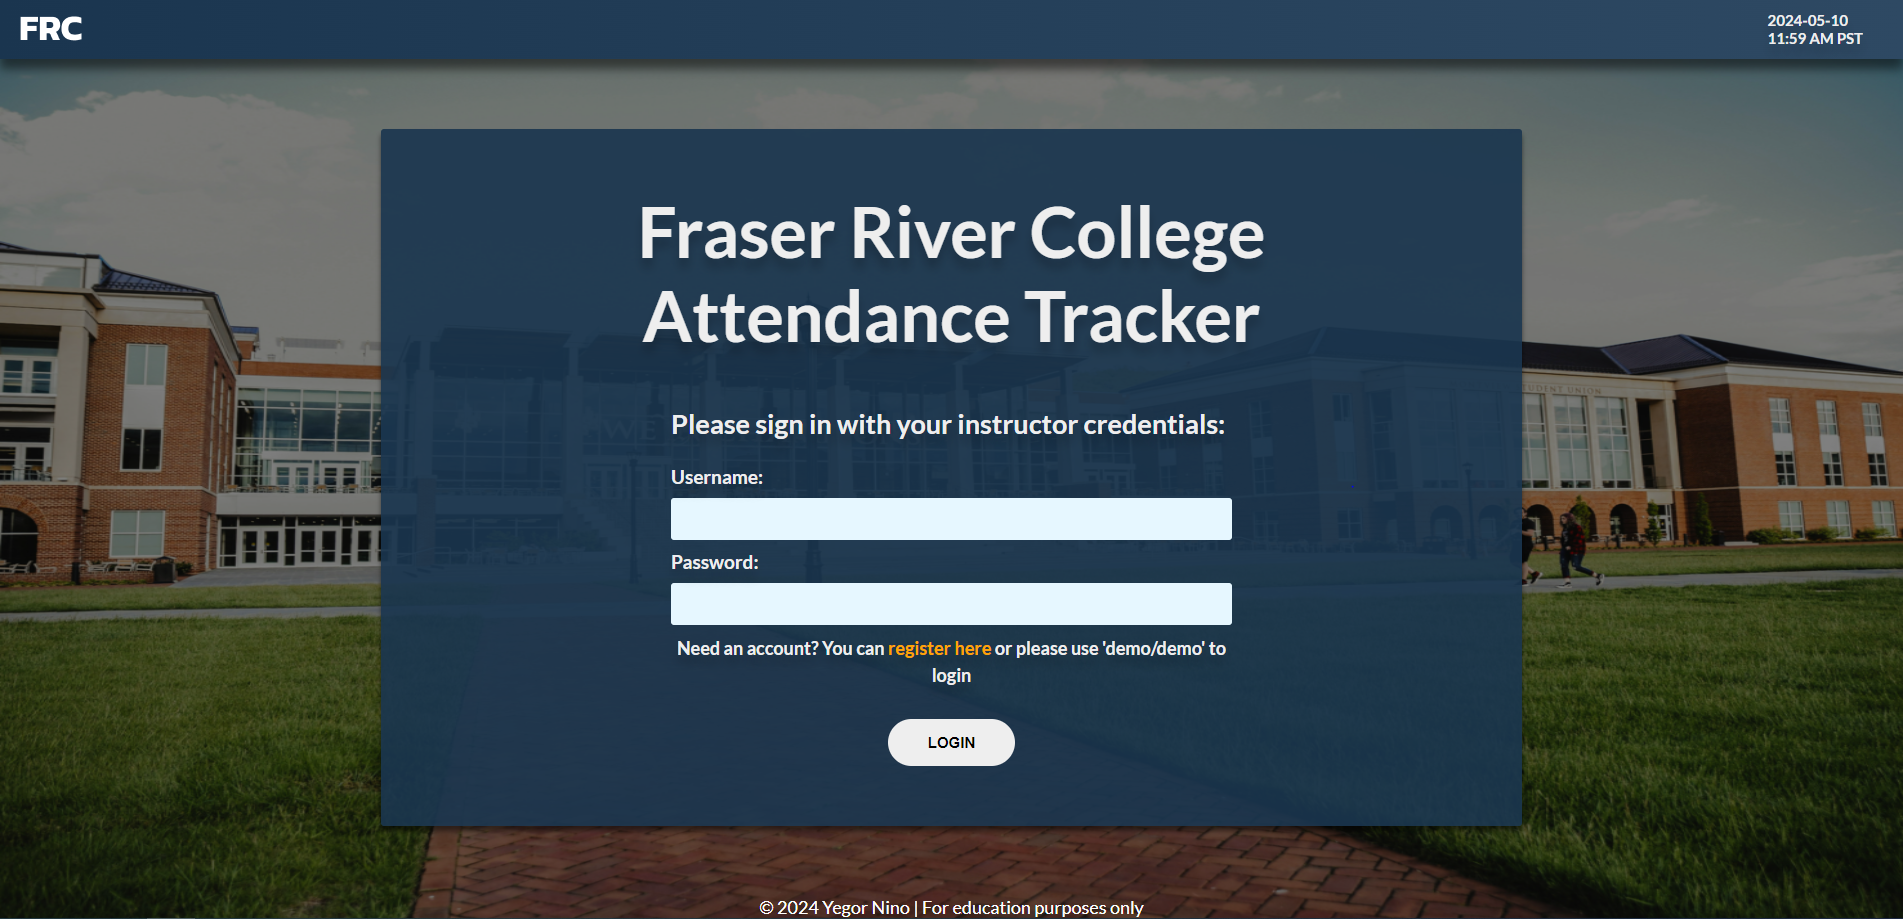 FRC
2024-05-10
11:59 AM PST
Fraser River College
Attendance Tracker
Please sign in with your instructor credentials:
Username:
Password:
Need an account? You can register here or please use 'demo/demo' to
login
LOGIN
STUDENT UNION
© 2024 Yegor Nino | For education purposes only